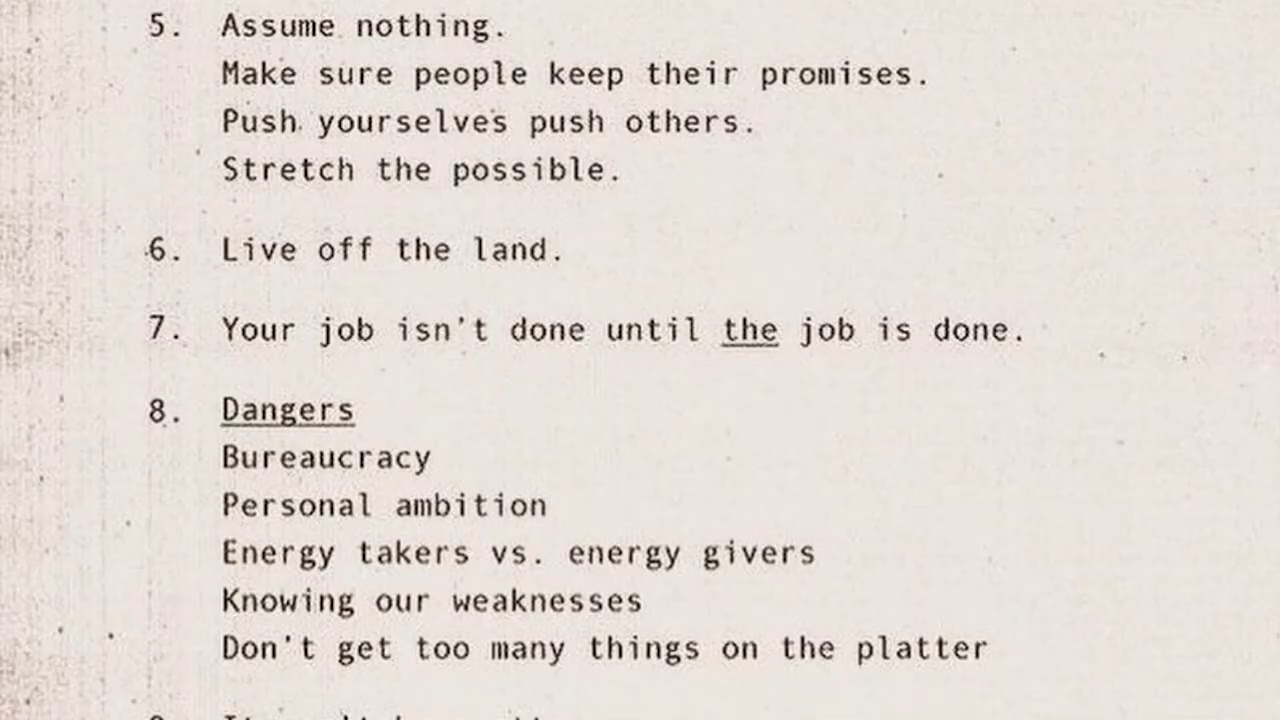 5. Assume nothing.
Make sure people keep their promises.
Push yourselves push others.
Stretch the possible.
6. Live off the land.
7. Your job isn't done until the job is done.
8. Dangers
Bureaucracy
Personal ambition
Energy takers vs. energy givers
Knowing our weaknesses
Don't get too many things on the platter